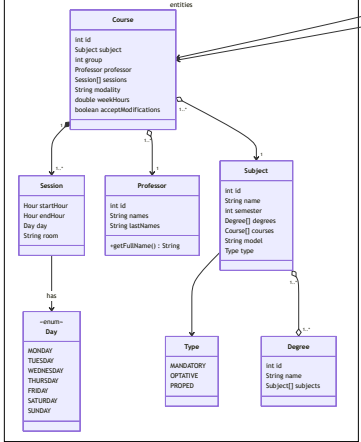 entities
Course
int id
Subject subject
int group
Professor professor
Session[] sessions
String modality
double weekHours
boolean acceptModifications
1
1..*
1..*
1..*
1
1
Session
Hour startHour
Hour endHour
Day day
String room
Professor
int id
String names
String lastNames
+getFullName() : String
Subject
int id
String name
int semester
Degree[] degrees
Course[] courses
String model
Type type
1..*
has
1..*
«enum»
Day
MONDAY
TUESDAY
WEDNESDAY
THURSDAY
FRIDAY
SATURDAY
SUNDAY
Type
MANDATORY
OPTATIVE
PROPED
Degree
int id
String name
Subject[] subjects